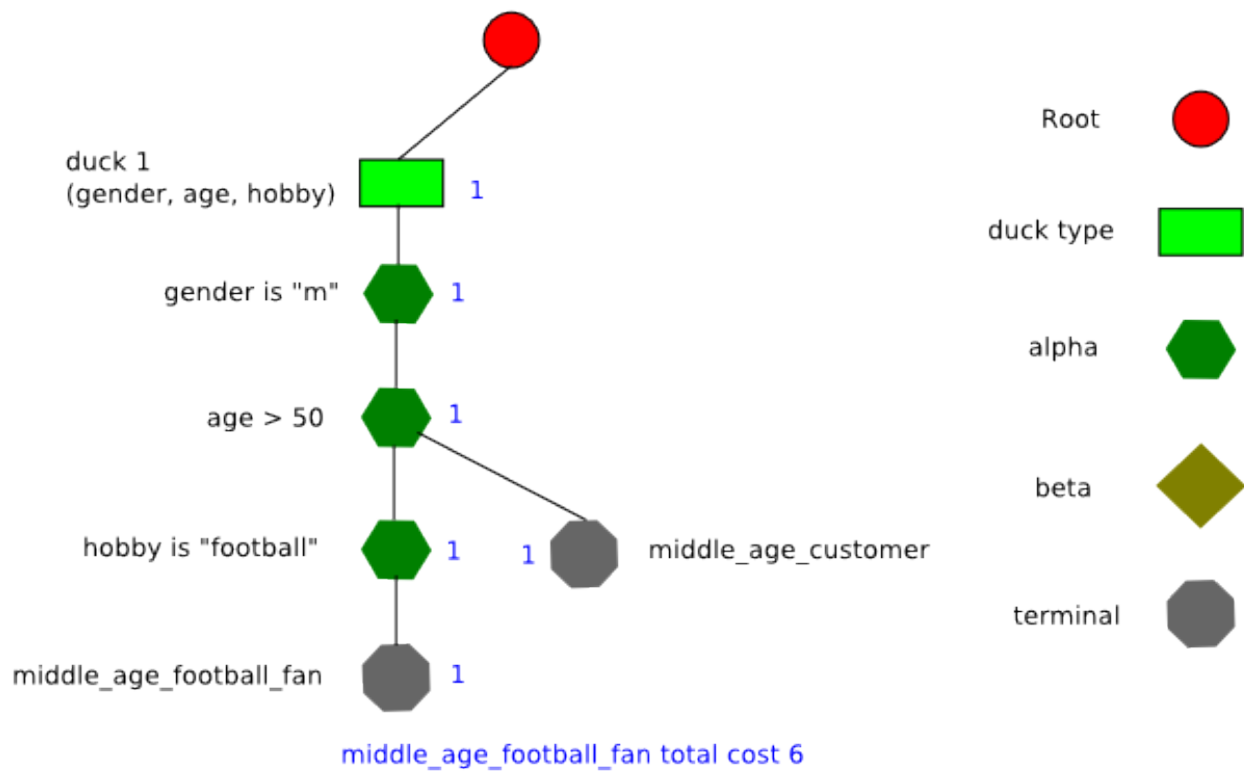 duck 1
(gender, age, hobby)
1
gender is "m"
1
age > 50
1
hobby is "football"
1
1
middle_age_customer
middle_age_football_fan
1
middle_age_football_fan total cost 6
Root
duck type
alpha
beta
terminal